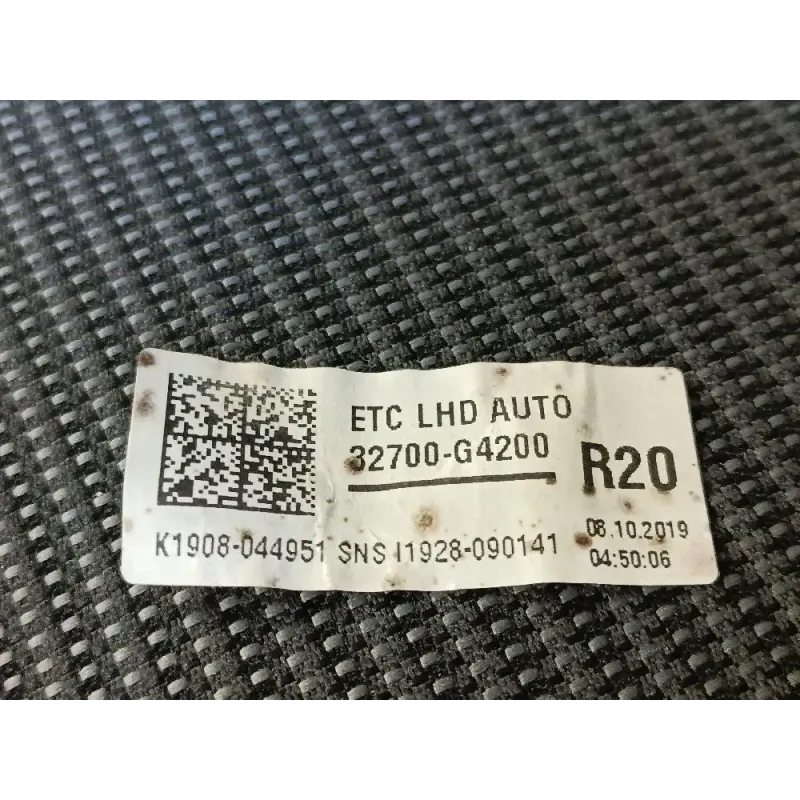 ETC LHD AUTO
32700-G4200
R20
K1908-044951 SNS I1928-090141
08.10.2019
04:50:06